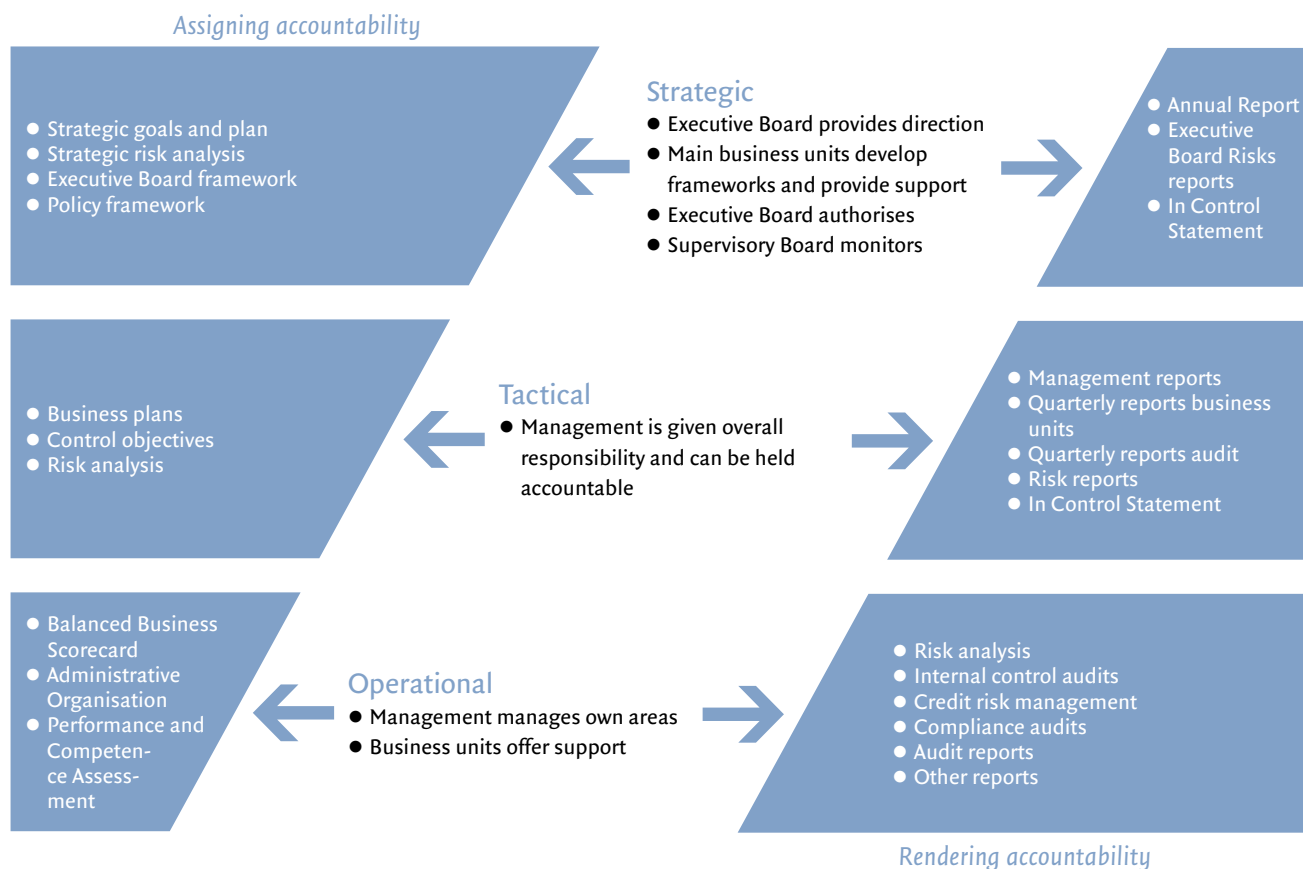 Assigning accountability
● Strategic goals and plan
● Strategic risk analysis
● Executive Board framework
● Policy framework
Strategic
● Executive Board provides direction
● Main business units develop
frameworks and provide support
● Executive Board authorises
● Supervisory Board monitors
● Annual Report
● Executive
Board Risks
reports
● In Control
Statement
● Business plans
● Control objectives
● Risk analysis
Tactical
● Management is given overall
responsibility and can be held
accountable
● Management reports
● Quarterly reports business
units
● Quarterly reports audit
● Risk reports
● In Control Statement
● Balanced Business
Scorecard
● Administrative
Organisation
● Performance and
Competen-
ce Assess-
ment
Operational
● Management manages own areas
● Business units offer support
● Risk analysis
● Internal control audits
● Credit risk management
● Compliance audits
● Audit reports
● Other reports
Rendering accountability